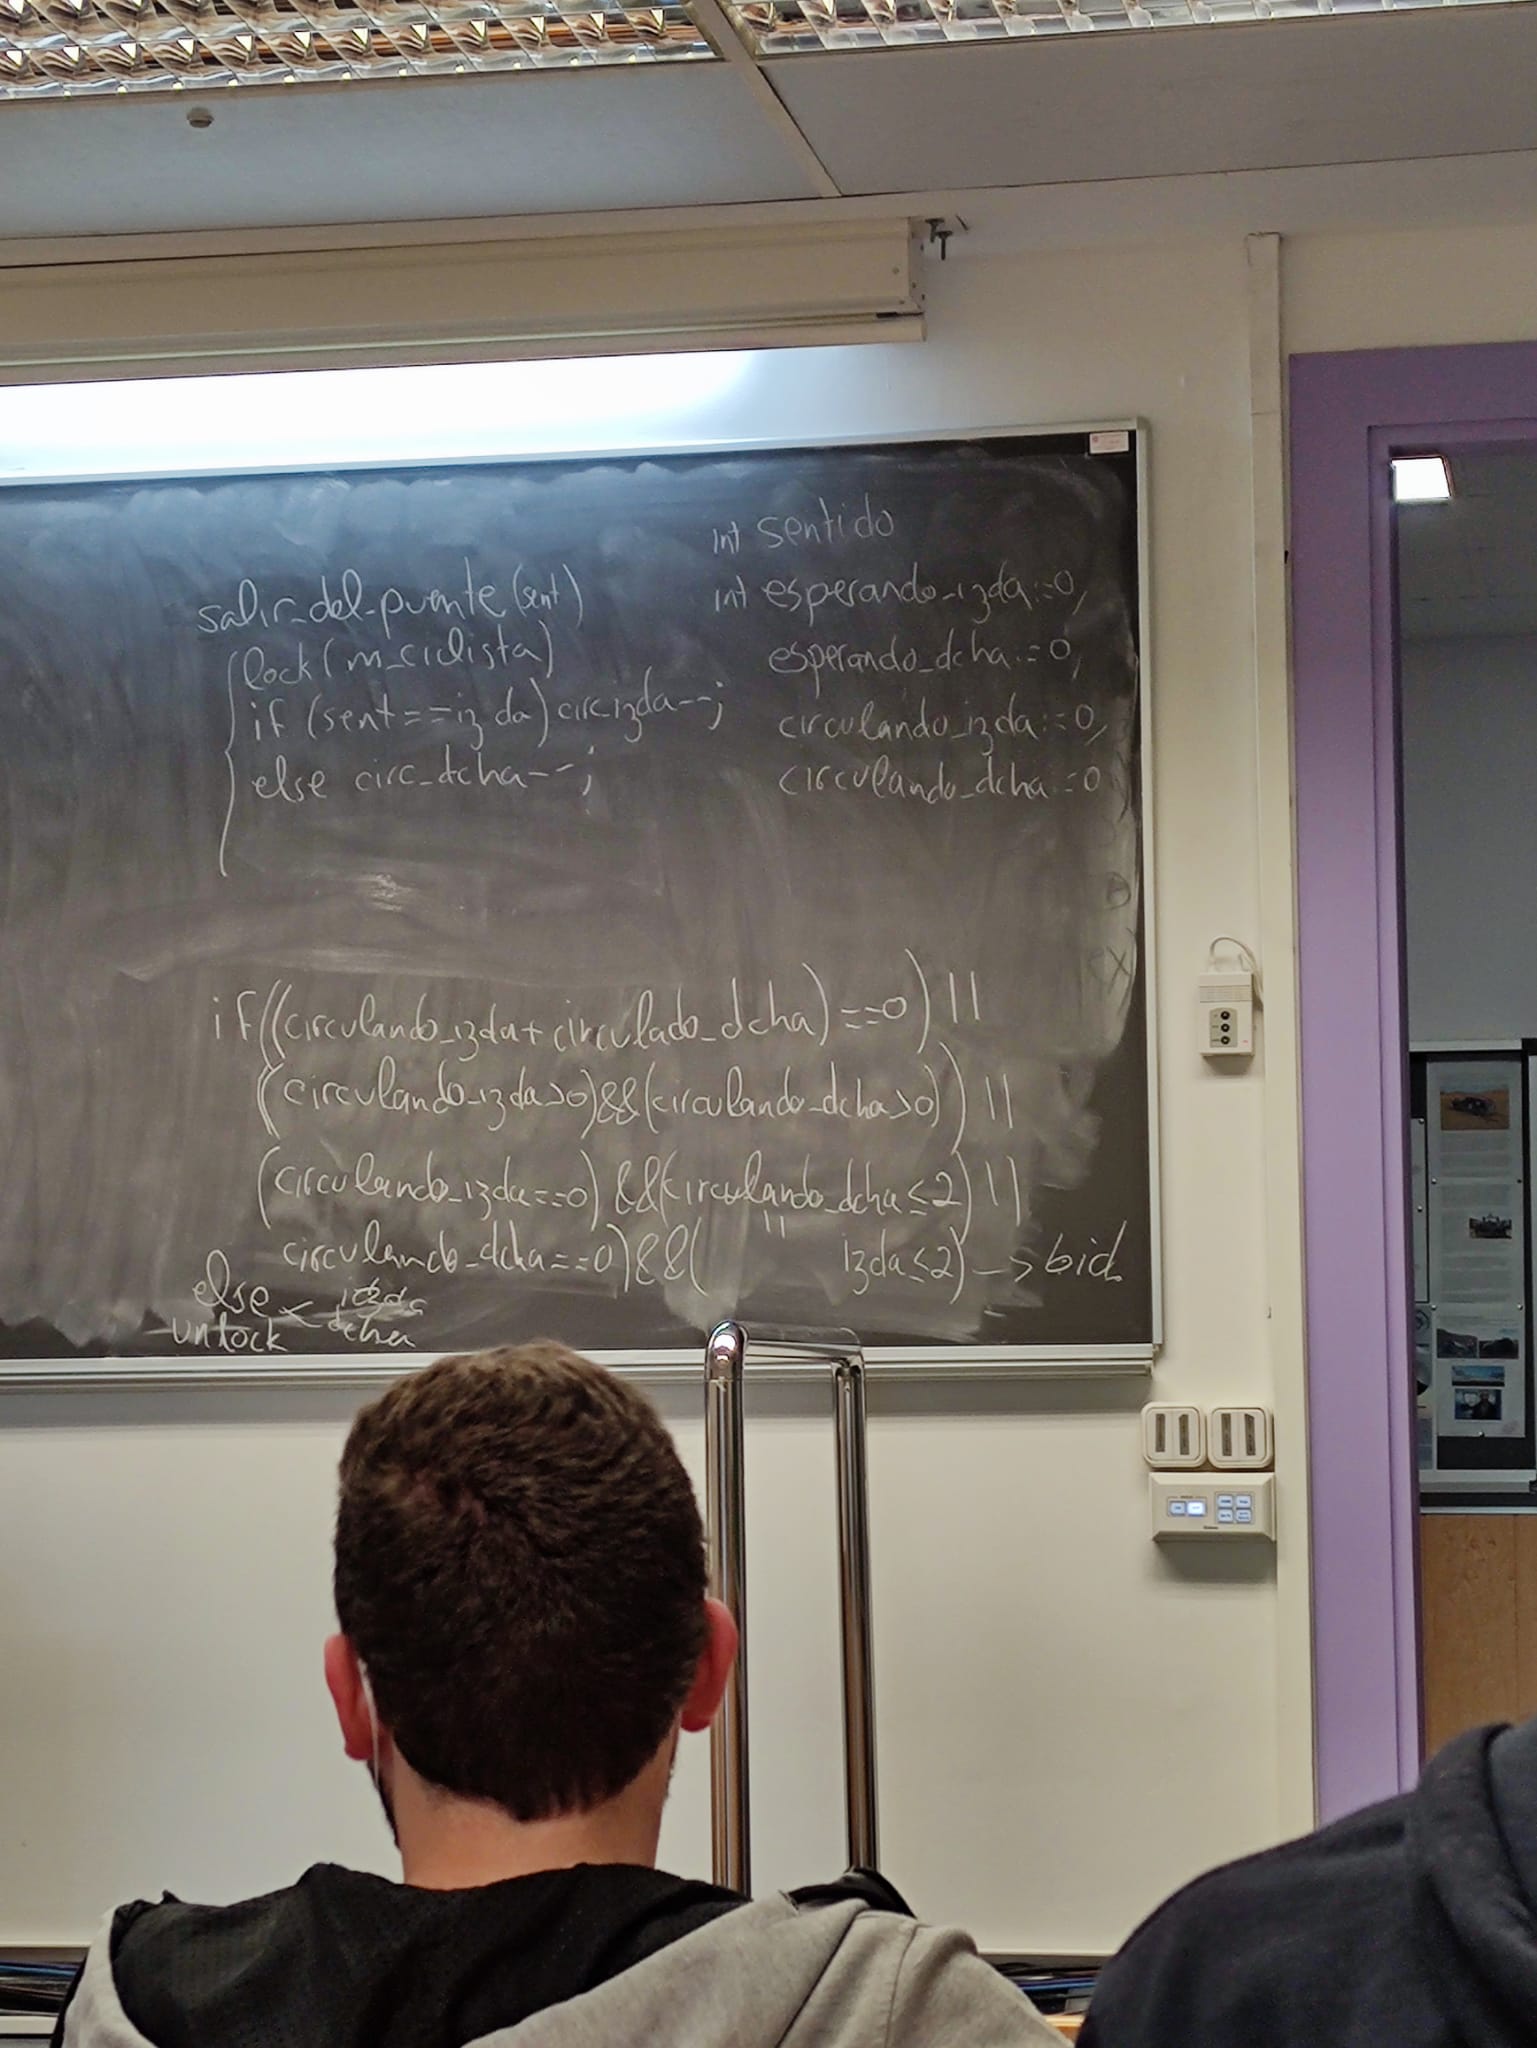 int sentido
int esperando_izda:=0,
esperando_dcha:=0,
circulando_izda:=0,
circulando_dcha:=0
salir_del_puente(sent)
lock(m_ciclista)
if (sent==izda) circizda--;
else circ_dcha--;
if((circulando_izda+circulado_dcha)==0) ||
(circulando_izda>0)&&(circulando_dcha>0)) ||
(circulando_izda==0) &&(circulando_dcha≤2) ||
circulando_dcha==0)&&( " izda≤2) -> bid.
else < izda
unlock dcha